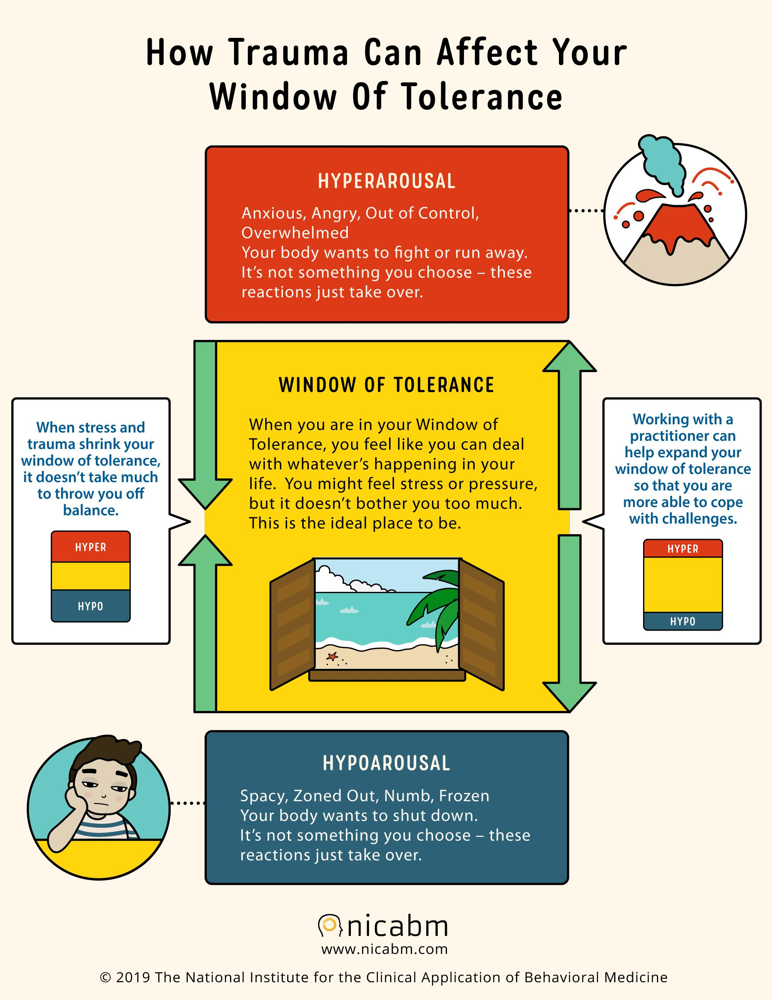 How Trauma Can Affect Your
Window Of Tolerance
HYPERAROUSAL
Anxious, Angry, Out of Control,
Overwhelmed
Your body wants to fight or run away.
It’s not something you choose – these
reactions just take over.
WINDOW OF TOLERANCE
When you are in your Window of
Tolerance, you feel like you can deal
with whatever’s happening in your
life.  You might feel stress or pressure,
but it doesn’t bother you too much.
This is the ideal place to be.
When stress and
trauma shrink your
window of tolerance,
it doesn’t take much
to throw you off
balance.
HYPER
HYPO
Working with a
practitioner can
help expand your
window of tolerance
so that you are
more able to cope
with challenges.
HYPER
HYPO
HYPOAROUSAL
Spacy, Zoned Out, Numb, Frozen
Your body wants to shut down.
It’s not something you choose – these
reactions just take over.
nicabm
www.nicabm.com
© 2019 The National Institute for the Clinical Application of Behavioral Medicine